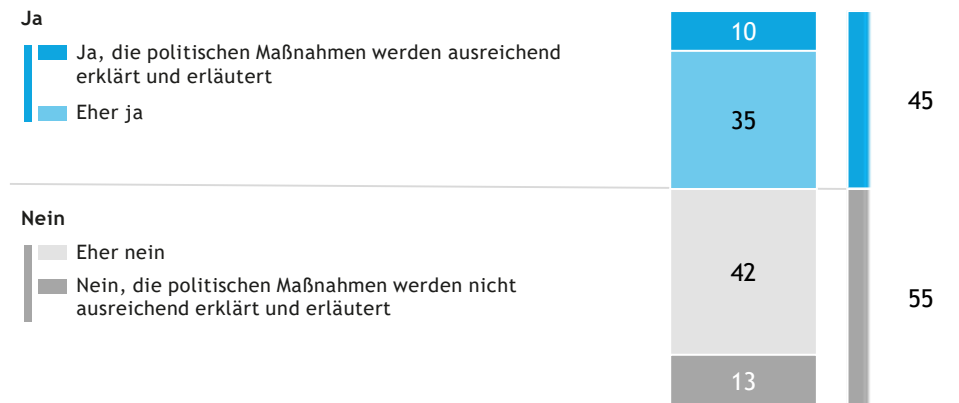 Ja
Ja, die politischen Maßnahmen werden ausreichend
erklärt und erläutert
Eher ja
10
35
45
Nein
Eher nein
Nein, die politischen Maßnahmen werden nicht
ausreichend erklärt und erläutert
42
13
55